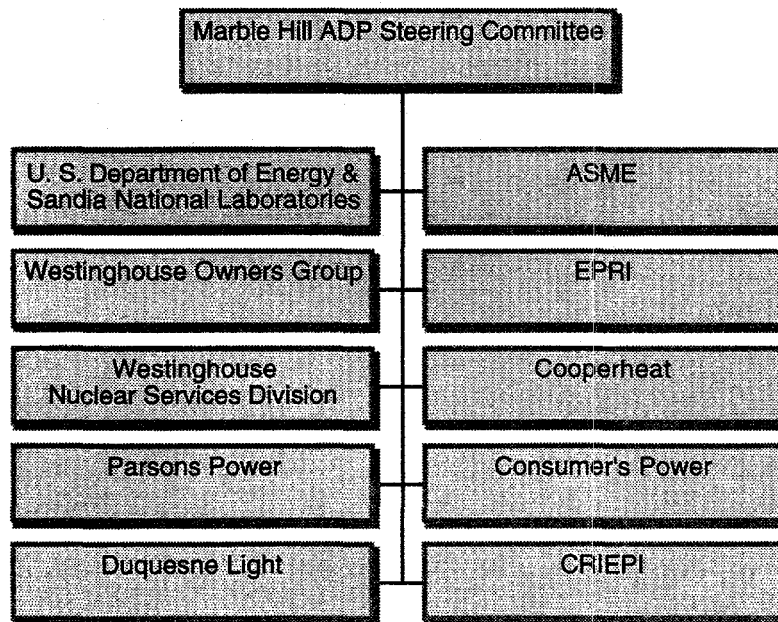 Marble Hill ADP Steering Committee
U. S. Department of Energy &
Sandia National Laboratories
ASME
Westinghouse Owners Group
EPRI
Westinghouse
Nuclear Services Division
Cooperheat
Parsons Power
Consumer's Power
Duquesne Light
CRIEPI